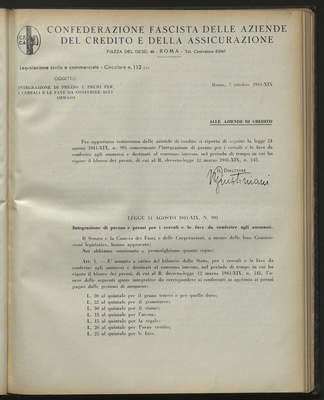 CONFEDERAZIONE FASCISTA DELLE AZIENDE
DEL CREDITO E DELLA ASSICURAZIONE
PIAZZA DEL GESÙ, 49 - ROMA - Tel. Centralino
Legislazione civile e commerciale - Circolare n. 112
OGGETTO
INTEGRAZIONE DI PREZZO E PREMI PER
I CEREALI E LE FAVE DA CONFERIRE AGLI
AMMASSI
Roma, 7 ottobre 1941-XIX
ALLE AZIENDE DI CREDITO
Per opportuna conoscenza delle aziende di credito si riporta di seguito la legge 24
agosto 1941-XIX, n. 991 concernente l'integrazione di prezzo per i cereali e le fave da
conferire agli ammassi e destinati al consumo interno, nel periodo di tempo in cui ha
vigore il blocco dei prezzi, di cui al R. decreto-legge 12 marzo 1941-XIX, n. 142.
IL DIRETTORE
LEGGE 24 AGOSTO 1941-XIX, N. 991
Integrazione di prezzo e premi per i cereali e le fave da conferire agli ammassi.
Il Senato e la Camera dei Fasci e delle Corporazioni, a mezzo delle loro Commis-
sioni legislative, hanno approvato;
Noi abbiamo sanzionato e promulghiamo quanto segue:
Art. 1. — E' assunto a carico del bilancio dello Stato, per i cereali e le fave da
conferire agli ammassi e destinati al consumo interno, nel periodo di tempo in cui ha
vigore il blocco dei prezzi, di cui al R. decreto-legge 12 marzo 1941-XIX, n. 142, l'o-
nere delle seguenti quote integrative da corrispondere ai conferenti in aggiunta ai prezzi
pagati dalle gestioni di ammasso:
L. 20 al quintale per il grano tenero e per quello duro;
L. 22 al quintale per il granoturco;
L. 30 al quintale per il risone;
L. 15 al quintale per l'avena;
L. 15 al quintale per la segale;
L. 26 al quintale per l'orzo vestito;
L. 25 al quintale per le fave;